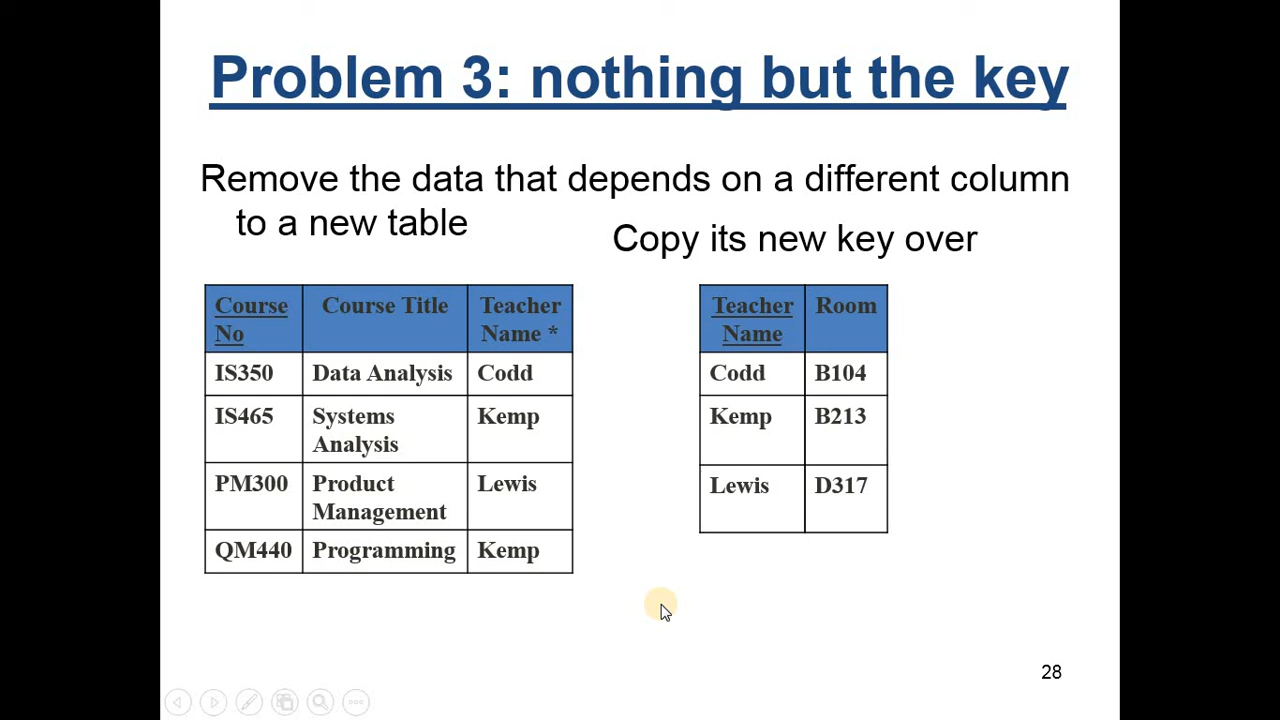 Problem 3: nothing but the key
Remove the data that depends on a different column
to a new table
Copy its new key over
Course No Course Title Teacher Name *
IS350 Data Analysis Codd
IS465 Systems Analysis Kemp
PM300 Product Management Lewis
QM440 Programming Kemp
Teacher Name Room
Codd B104
Kemp B213
Lewis D317
28